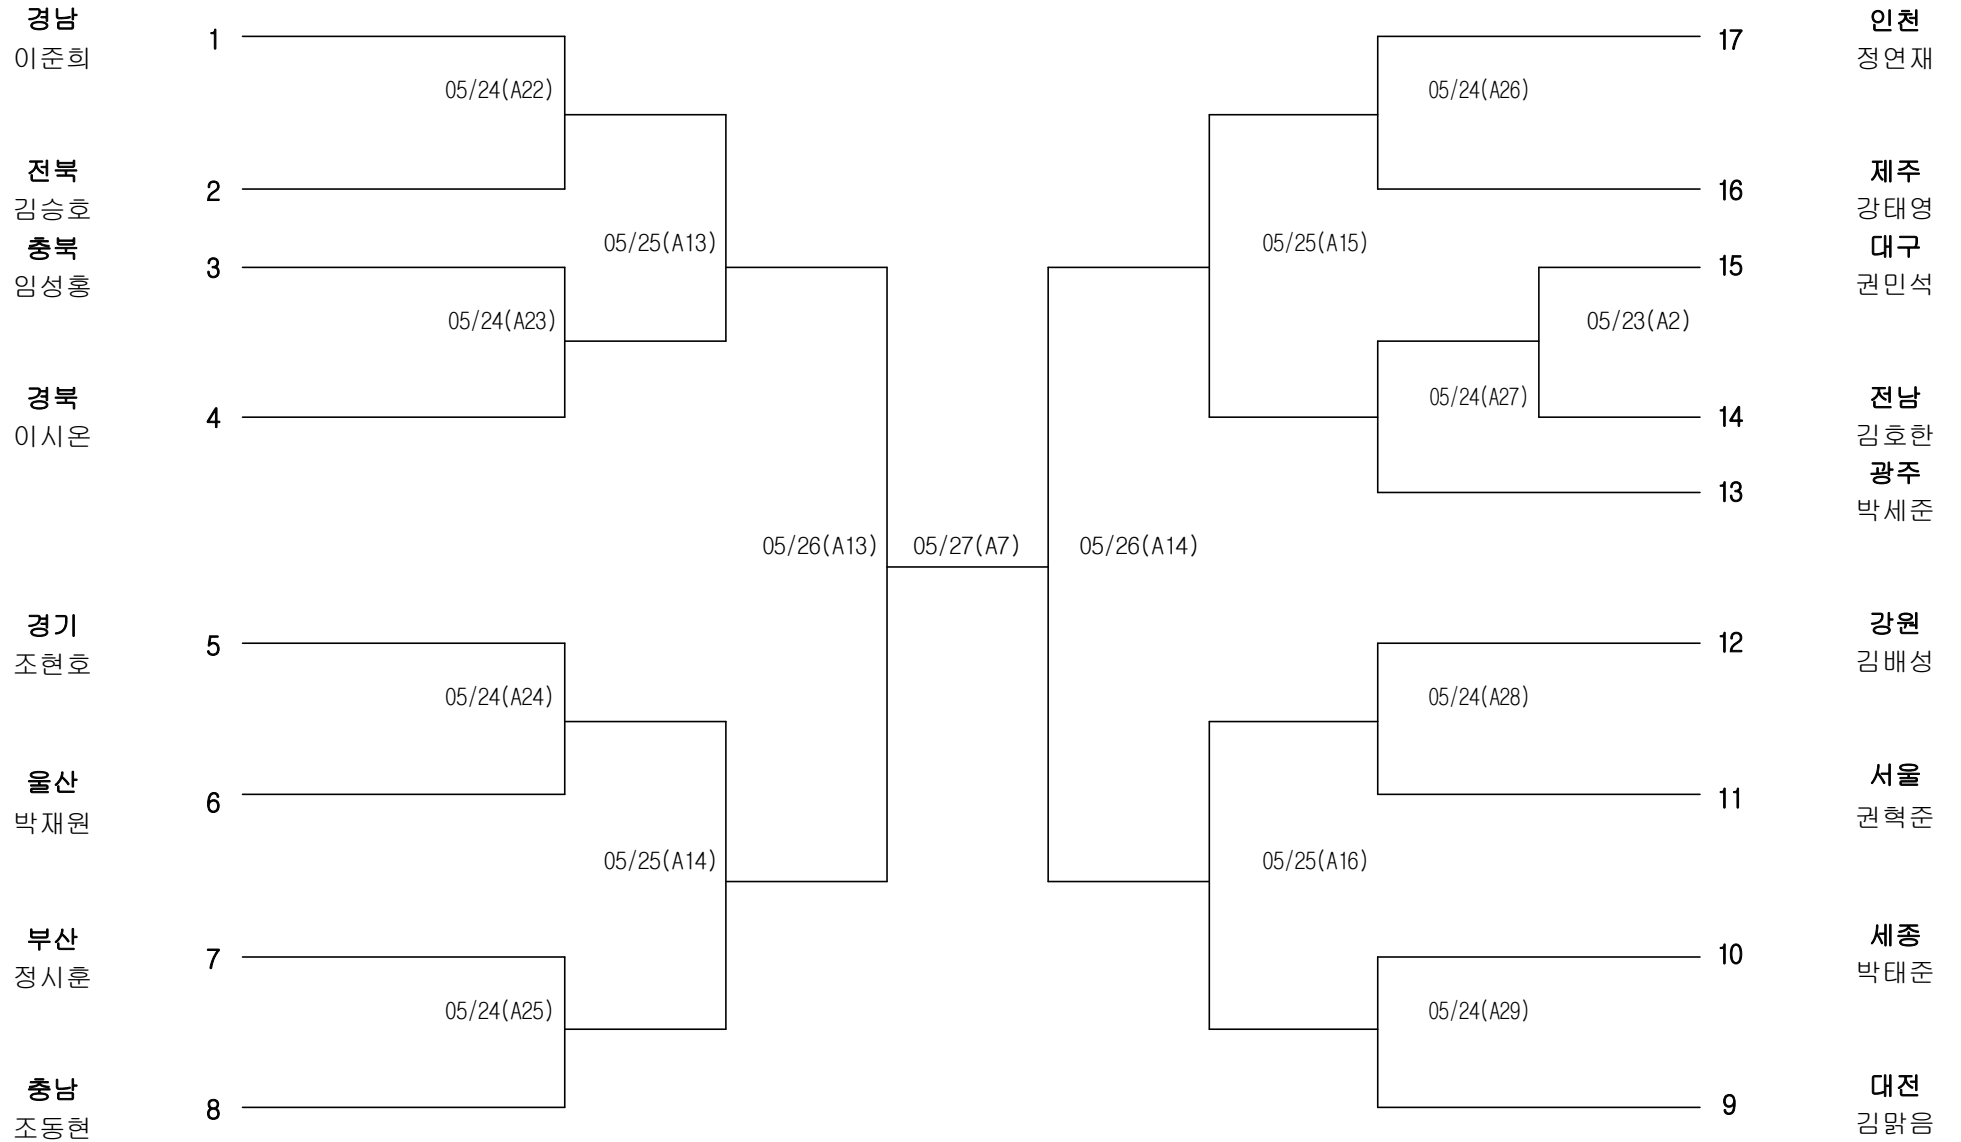 경남
이준희
1
05/24(A22)
전북
김승호
2
충북
임성홍
3
05/25(A13)
05/24(A23)
경북
이시온
4
05/26(A13)
경기
조현호
5
05/24(A24)
울산
박재원
6
05/25(A14)
부산
정시훈
7
05/24(A25)
충남
조동현
8
05/27(A7)
인천
정연재
17
05/24(A26)
제주
강태영
16
05/25(A15)
대구
권민석
15
05/23(A2)
05/24(A27)
전남
김호한
14
광주
박세준
13
05/26(A14)
강원
김배성
12
05/24(A28)
서울
권혁준
11
05/25(A16)
세종
박태준
10
05/24(A29)
대전
김맑음
9